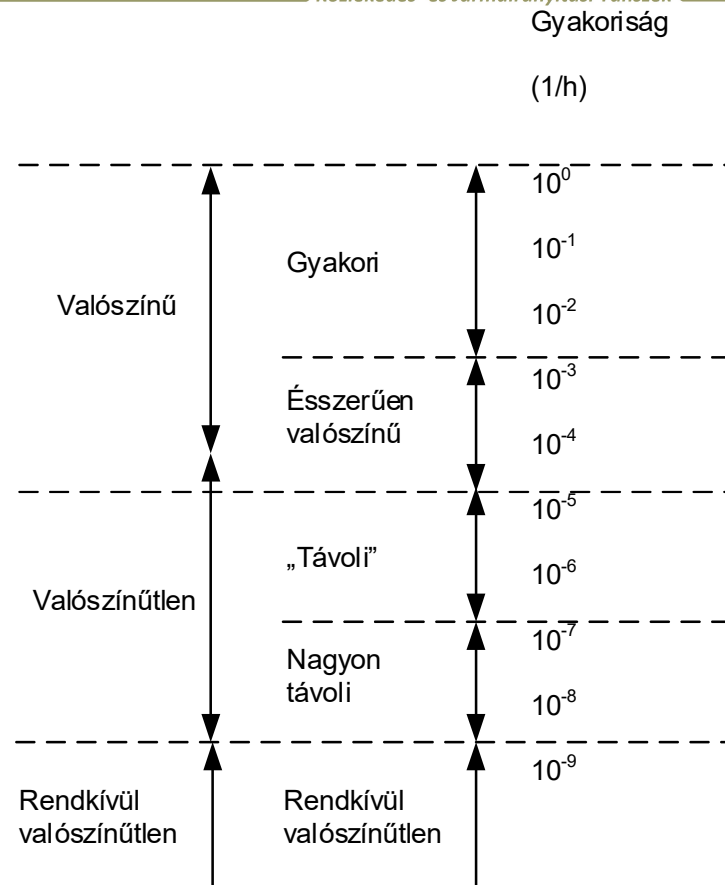 Gyakoriság
(1/h)
10⁰
10⁻¹
Gyakori
Valószínű
10⁻²
10⁻³
Ésszerűen
valószínű
10⁻⁴
10⁻⁵
„Távoli”
10⁻⁶
Valószínűtlen
10⁻⁷
Nagyon
távoli
10⁻⁸
10⁻⁹
Rendkívül
valószínűtlen
Rendkívül
valószínűtlen